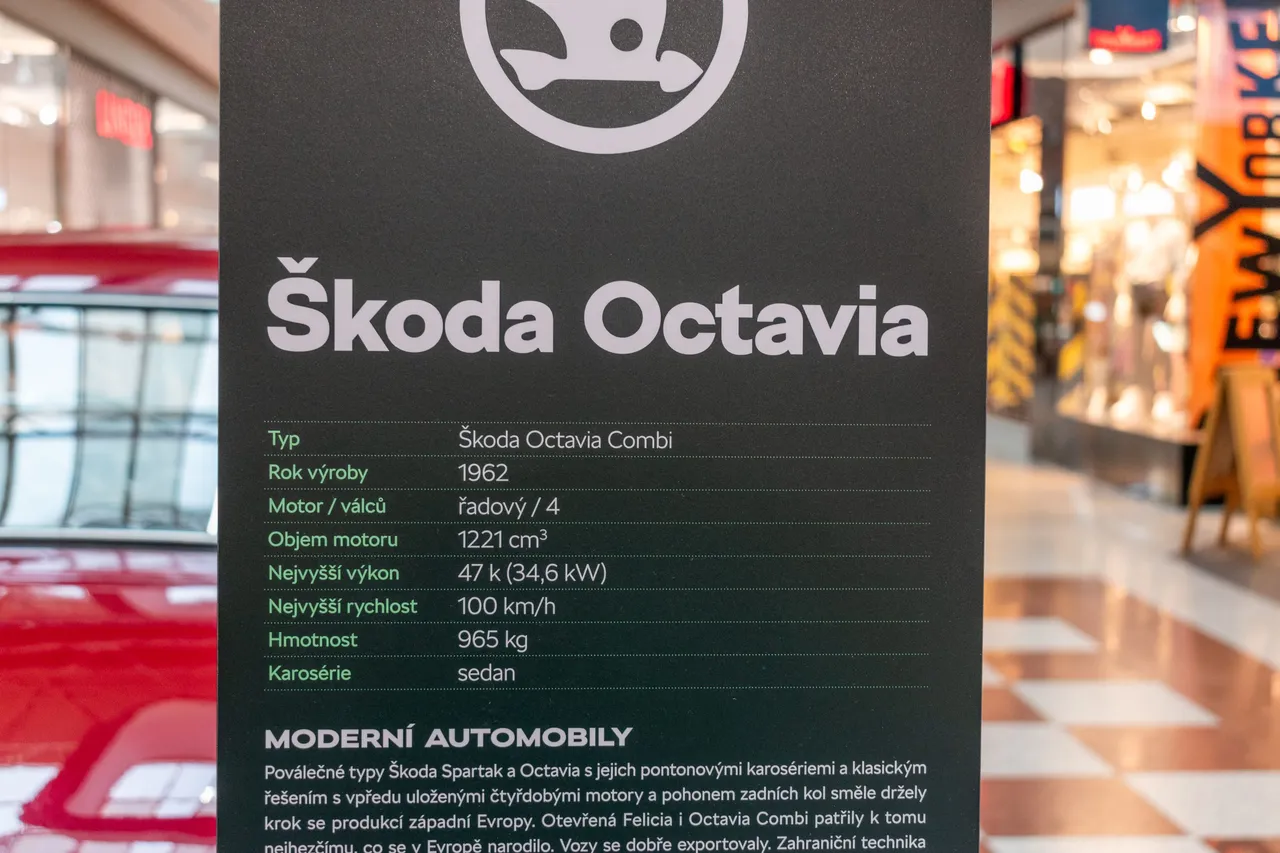 Škoda Octavia
Typ Škoda Octavia Combi
Rok výroby 1962
Motor / válců řadový / 4
Objem motoru 1221 cm³
Nejvyšší výkon 47 k (34,6 kW)
Nejvyšší rychlost 100 km/h
Hmotnost 965 kg
Karosérie sedan
MODERNÍ AUTOMOBILY
Poválečné typy Škoda Spartak a Octavia s jejich pontonovými karosériemi a klasickým
řešením s vpředu uloženými čtyřdobými motory a pohonem zadních kol směle držely
krok se produkcí západní Evropy. Otevřená Felicia i Octavia Combi patřily k tomu
nejhezčímu, co se v Evropě narodilo. Vozy se dobře exportovaly. Zahraniční technika
EW YORKE